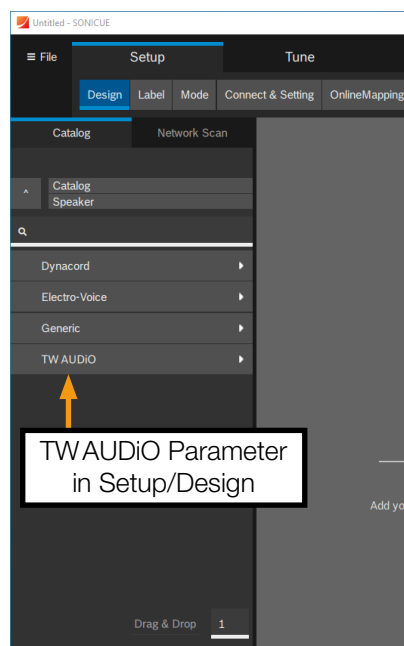 Untitled - SONICUE
≡ File Setup Tune
Design Label Mode Connect & Setting OnlineMapping
Catalog Network Scan
^ Catalog
Speaker
Dynacord
Electro-Voice
Generic
TW AUDiO
TW AUDiO Parameter
in Setup/Design
Add yo
Drag & Drop 1